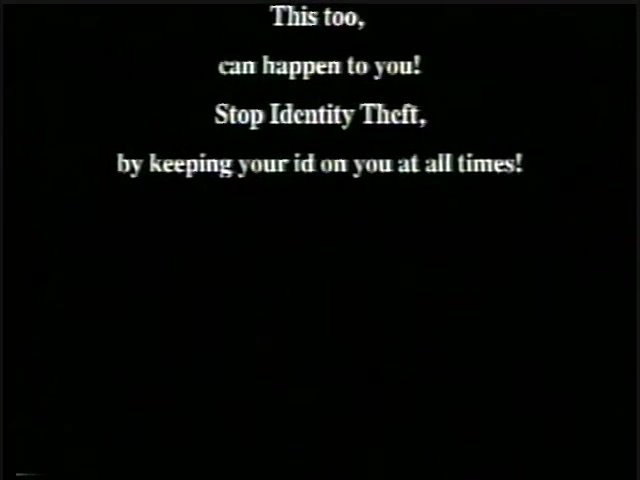 This too,
can happen to you!
Stop Identity Theft,
by keeping your id on you at all times!